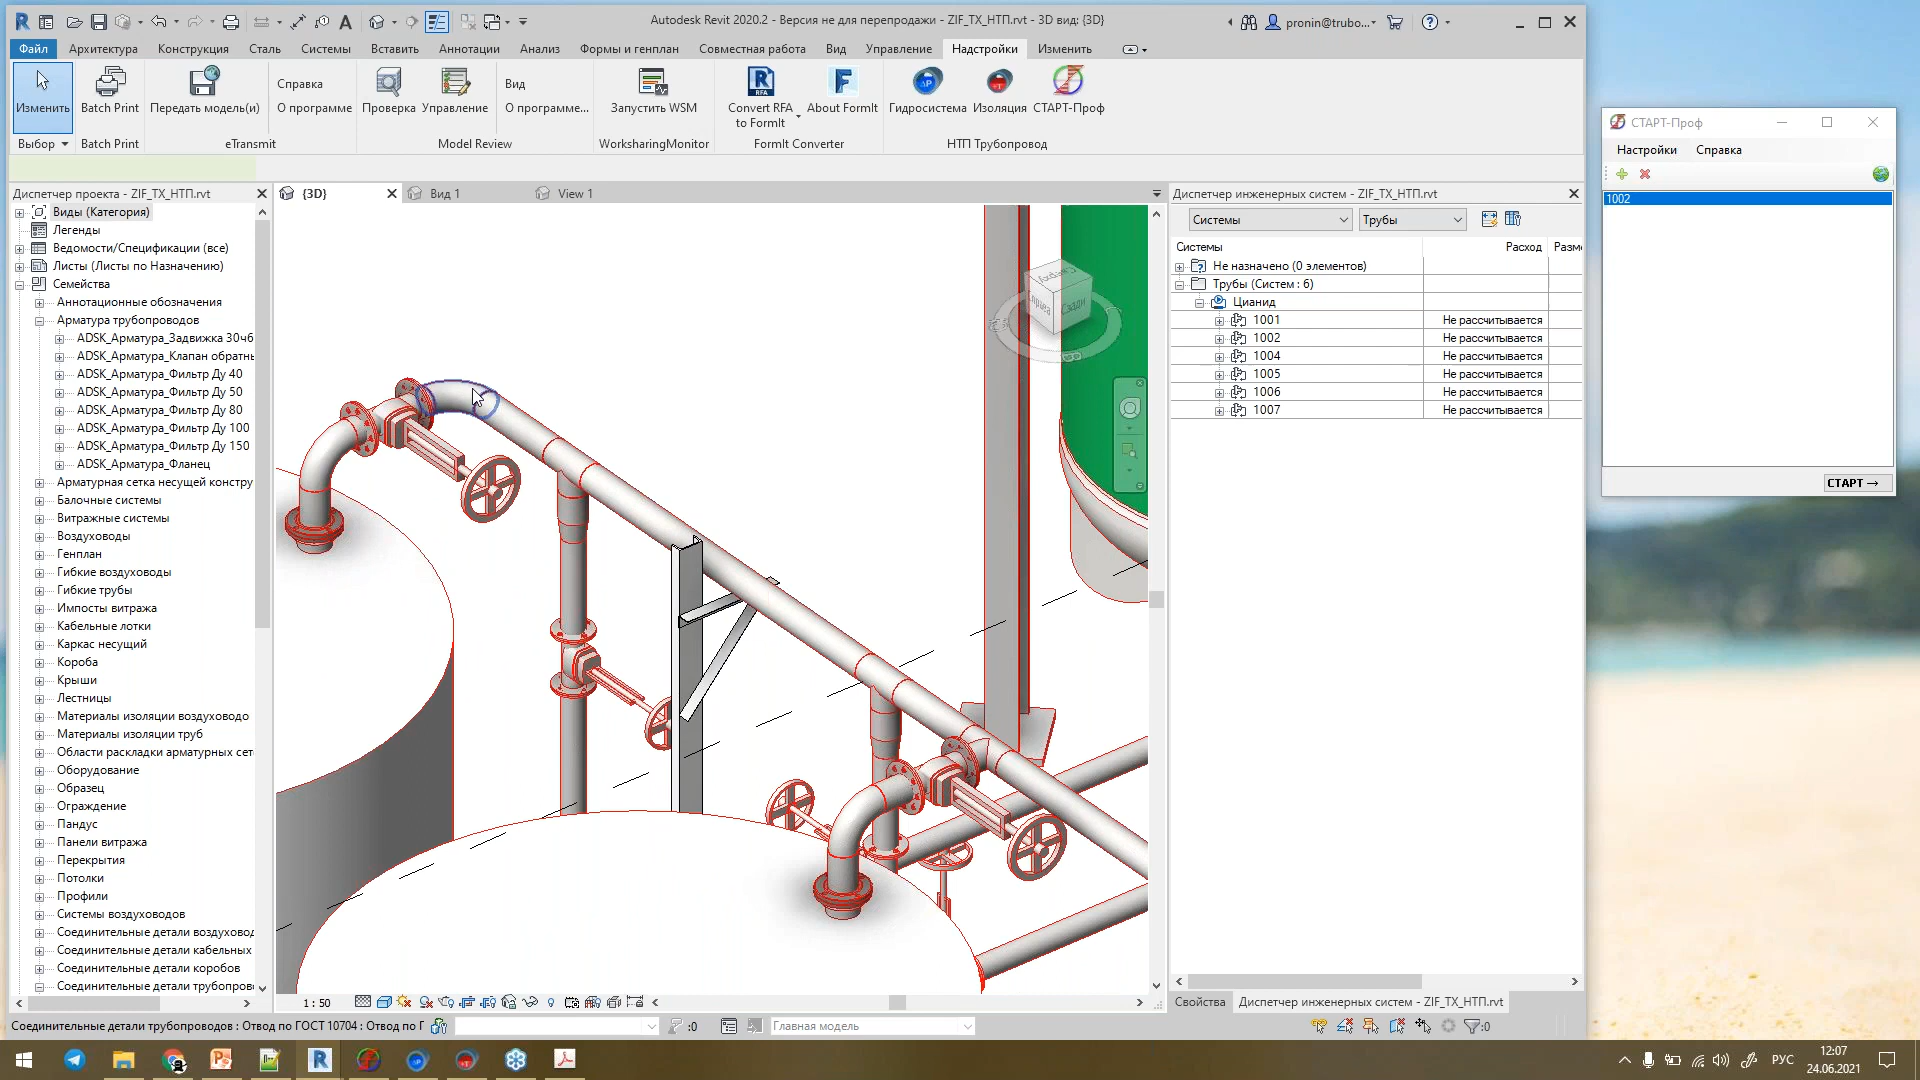 Autodesk Revit 2020.2 - Версия не для перепродажи - ZIF_TX_НТП.rvt - 3D вид: {3D}
pronin@trubo...
Файл Архитектура Конструкция Сталь Системы Вставить Аннотации Анализ Формы и генплан Совместная работа Вид Управление Надстройки Изменить
Изменить
Batch Print
Передать модель(и)
Справка
О программе
Проверка
Управление
Вид
О программе...
Запустить WSM
Convert RFA
to FormIt
About FormIt
Гидросистема
Изоляция
СТАРТ-Проф
Выбор
Batch Print
eTransmit
Model Review
WorksharingMonitor
FormIt Converter
НТП Трубопровод
Диспетчер проекта - ZIF_TX_НТП.rvt
Виды (Категория)
Легенды
Ведомости/Спецификации (все)
Листы (Листы по Назначению)
Семейства
Аннотационные обозначения
Арматура трубопроводов
ADSK_Арматура_Задвижка 30ч6
ADSK_Арматура_Клапан обратнь
ADSK_Арматура_Фильтр Ду 40
ADSK_Арматура_Фильтр Ду 50
ADSK_Арматура_Фильтр Ду 80
ADSK_Арматура_Фильтр Ду 100
ADSK_Арматура_Фильтр Ду 150
ADSK_Арматура_Фланец
Арматурная сетка несущей констру
Балочные системы
Витражные системы
Воздуховоды
Генплан
Гибкие воздуховоды
Гибкие трубы
Импосты витража
Кабельные лотки
Каркас несущий
Короба
Крыши
Лестницы
Материалы изоляции воздуховодо
Материалы изоляции труб
Области раскладки арматурных сет
Оборудование
Образец
Ограждение
Пандус
Панели витража
Перекрытия
Потолки
Профили
Системы воздуховодов
Соединительные детали воздуховод
Соединительные детали кабельных
Соединительные детали коробов
Соединительные детали трубопров
{3D}
Вид 1
View 1
Справа
Сзади
1 : 50
Диспетчер инженерных систем - ZIF_TX_НТП.rvt
Системы
Трубы
Системы Расход Разм
Не назначено (0 элементов)
Трубы (Систем : 6)
Цианид
1001 Не рассчитывается
1002 Не рассчитывается
1004 Не рассчитывается
1005 Не рассчитывается
1006 Не рассчитывается
1007 Не рассчитывается
Свойства
Диспетчер инженерных систем - ZIF_TX_НТП.rvt
СТАРТ-Проф
Настройки Справка
1002
СТАРТ →
Соединительные детали трубопроводов : Отвод по ГОСТ 10704 : Отвод по Г
:0
Главная модель
:0
РУС
12:07
24.06.2021